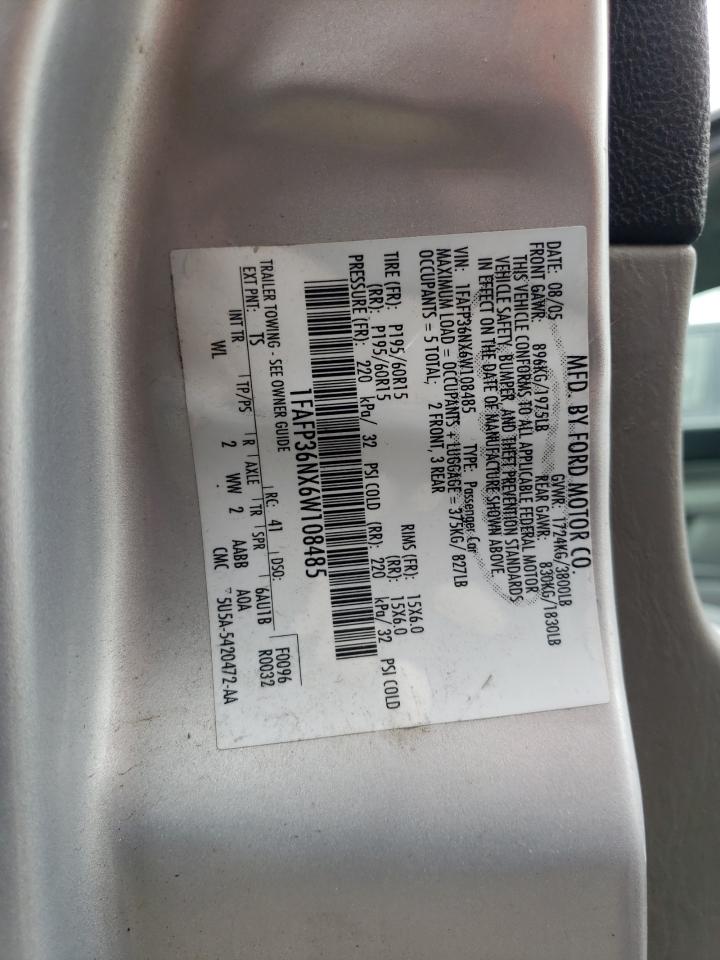 MFD. BY FORD MOTOR CO.
DATE: 08/05 GVWR: 1724KG/3800LB
FRONT GAWR: 896KG/1975LB REAR GAWR: 830KG/1830LB
THIS VEHICLE CONFORMS TO ALL APPLICABLE FEDERAL MOTOR
VEHICLE SAFETY, BUMPER, AND THEFT PREVENTION STANDARDS
IN EFFECT ON THE DATE OF MANUFACTURE SHOWN ABOVE.
VIN: 1FAFP36NX6W108485 TYPE: Passenger Car
MAXIMUM LOAD = OCCUPANTS + LUGGAGE = 375KG/ 827LB
OCCUPANTS = 5 TOTAL: 2 FRONT, 3 REAR
TIRE (FR): P195/60R15 RIMS (FR): 15X6.0
(RR): P195/60R15 (RR): 15X6.0
PRESSURE (FR): 220 kPa/ 32 PSI COLD (RR): 220 kPa/ 32 PSI COLD
1FAFP36NX6W108485
TRAILER TOWING - SEE OWNER GUIDE
EXT PNT: TS RC: 41 DSO: F0096
INT TR TP/PS R AXLE TR SPR 6AU1B R0032
WL 2 WW 2 AABB AQA
CMC 5U5A-5420472-AA